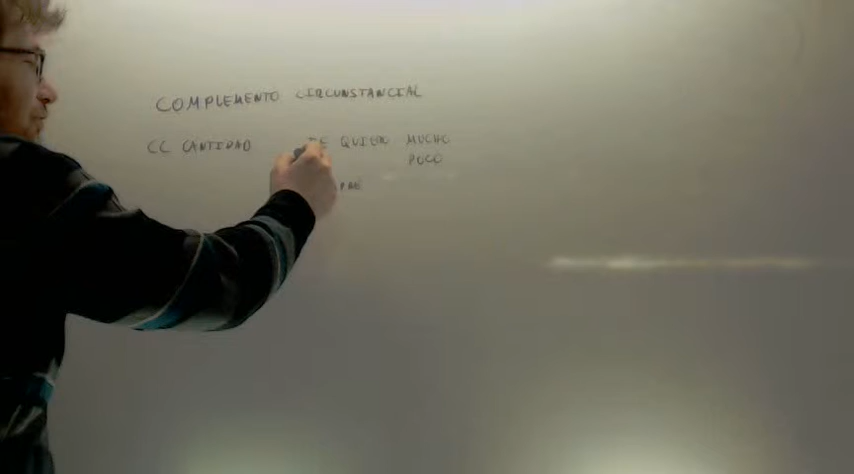 COMPLEMENTO CIRCUNSTANCIAL
CC CANTIDAD TE QUIERO MUCHO
POCO